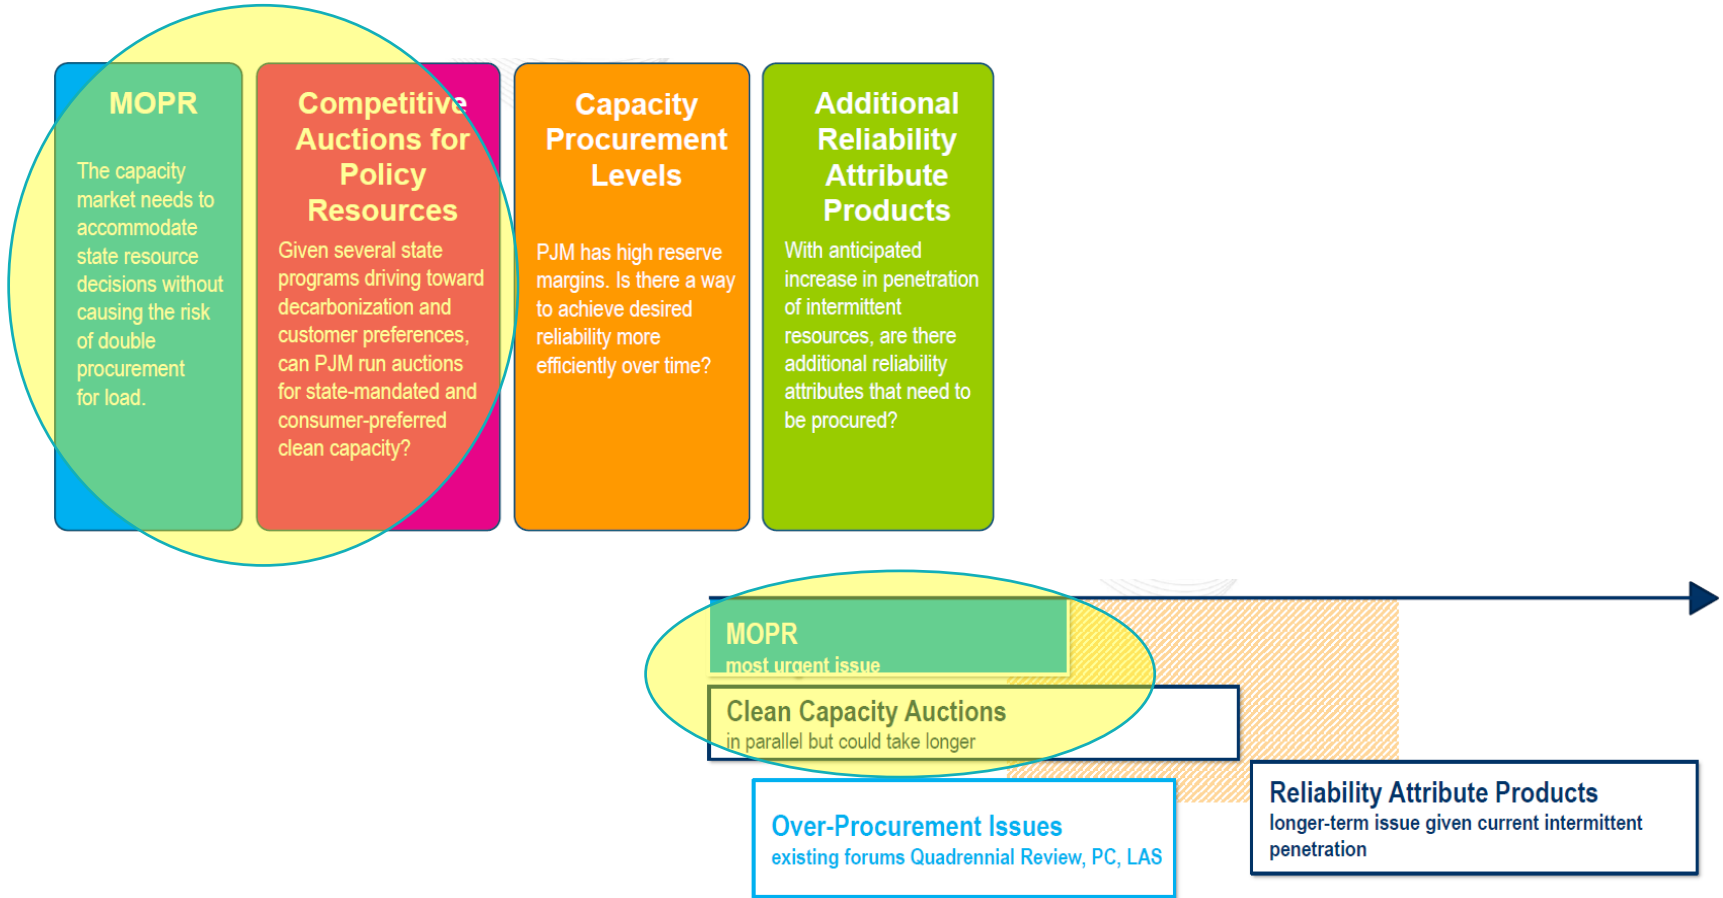 MOPR
The capacity
market needs to
accommodate
state resource
decisions without
causing the risk
of double
procurement
for load.
Competitive
Auctions for
Policy
Resources
Given several state
programs driving toward
decarbonization and
customer preferences,
can PJM run auctions
for state-mandated and
consumer-preferred
clean capacity?
Capacity
Procurement
Levels
PJM has high reserve
margins. Is there a way
to achieve desired
reliability more
efficiently over time?
Additional
Reliability
Attribute
Products
With anticipated
increase in penetration
of intermittent
resources, are there
additional reliability
attributes that need to
be procured?
MOPR
most urgent issue
Clean Capacity Auctions
in parallel but could take longer
Over-Procurement Issues
existing forums Quadrennial Review, PC, LAS
Reliability Attribute Products
longer-term issue given current intermittent
penetration